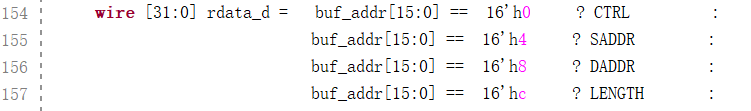 154 wire [31:0] rdata_d = buf_addr[15:0] == 16'h0 ? CTRL :
155 buf_addr[15:0] == 16'h4 ? SADDR :
156 buf_addr[15:0] == 16'h8 ? DADDR :
157 buf_addr[15:0] == 16'hc ? LENGTH :